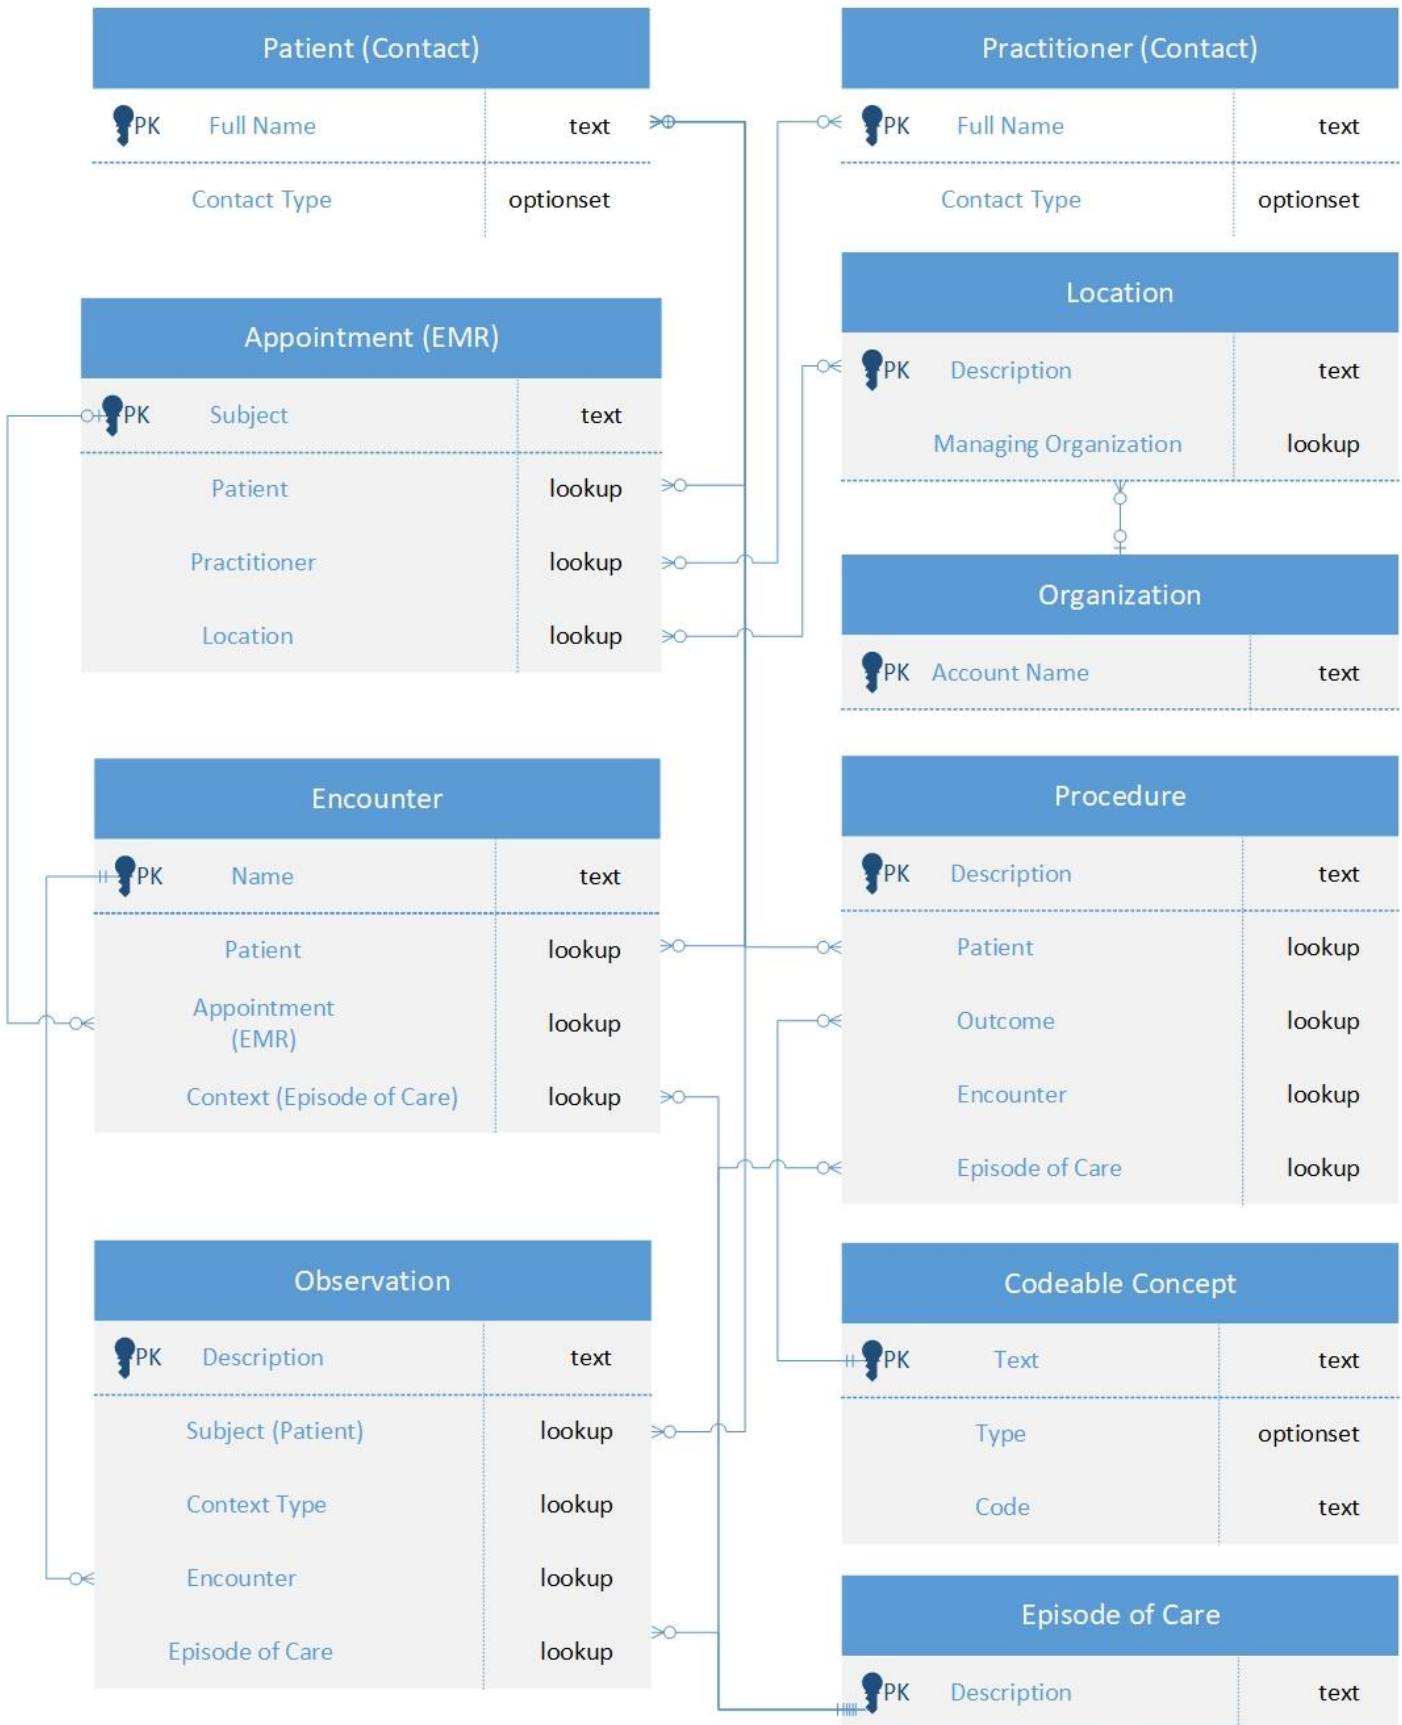 Patient (Contact)
PK Full Name text
Contact Type optionset
Practitioner (Contact)
PK Full Name text
Contact Type optionset
Appointment (EMR)
PK Subject text
Patient lookup
Practitioner lookup
Location lookup
Location
PK Description text
Managing Organization lookup
Organization
PK Account Name text
Encounter
PK Name text
Patient lookup
Appointment
(EMR) lookup
Context (Episode of Care) lookup
Procedure
PK Description text
Patient lookup
Outcome lookup
Encounter lookup
Episode of Care lookup
Observation
PK Description text
Subject (Patient) lookup
Context Type lookup
Encounter lookup
Episode of Care lookup
Codeable Concept
PK Text text
Type optionset
Code text
Episode of Care
PK Description text